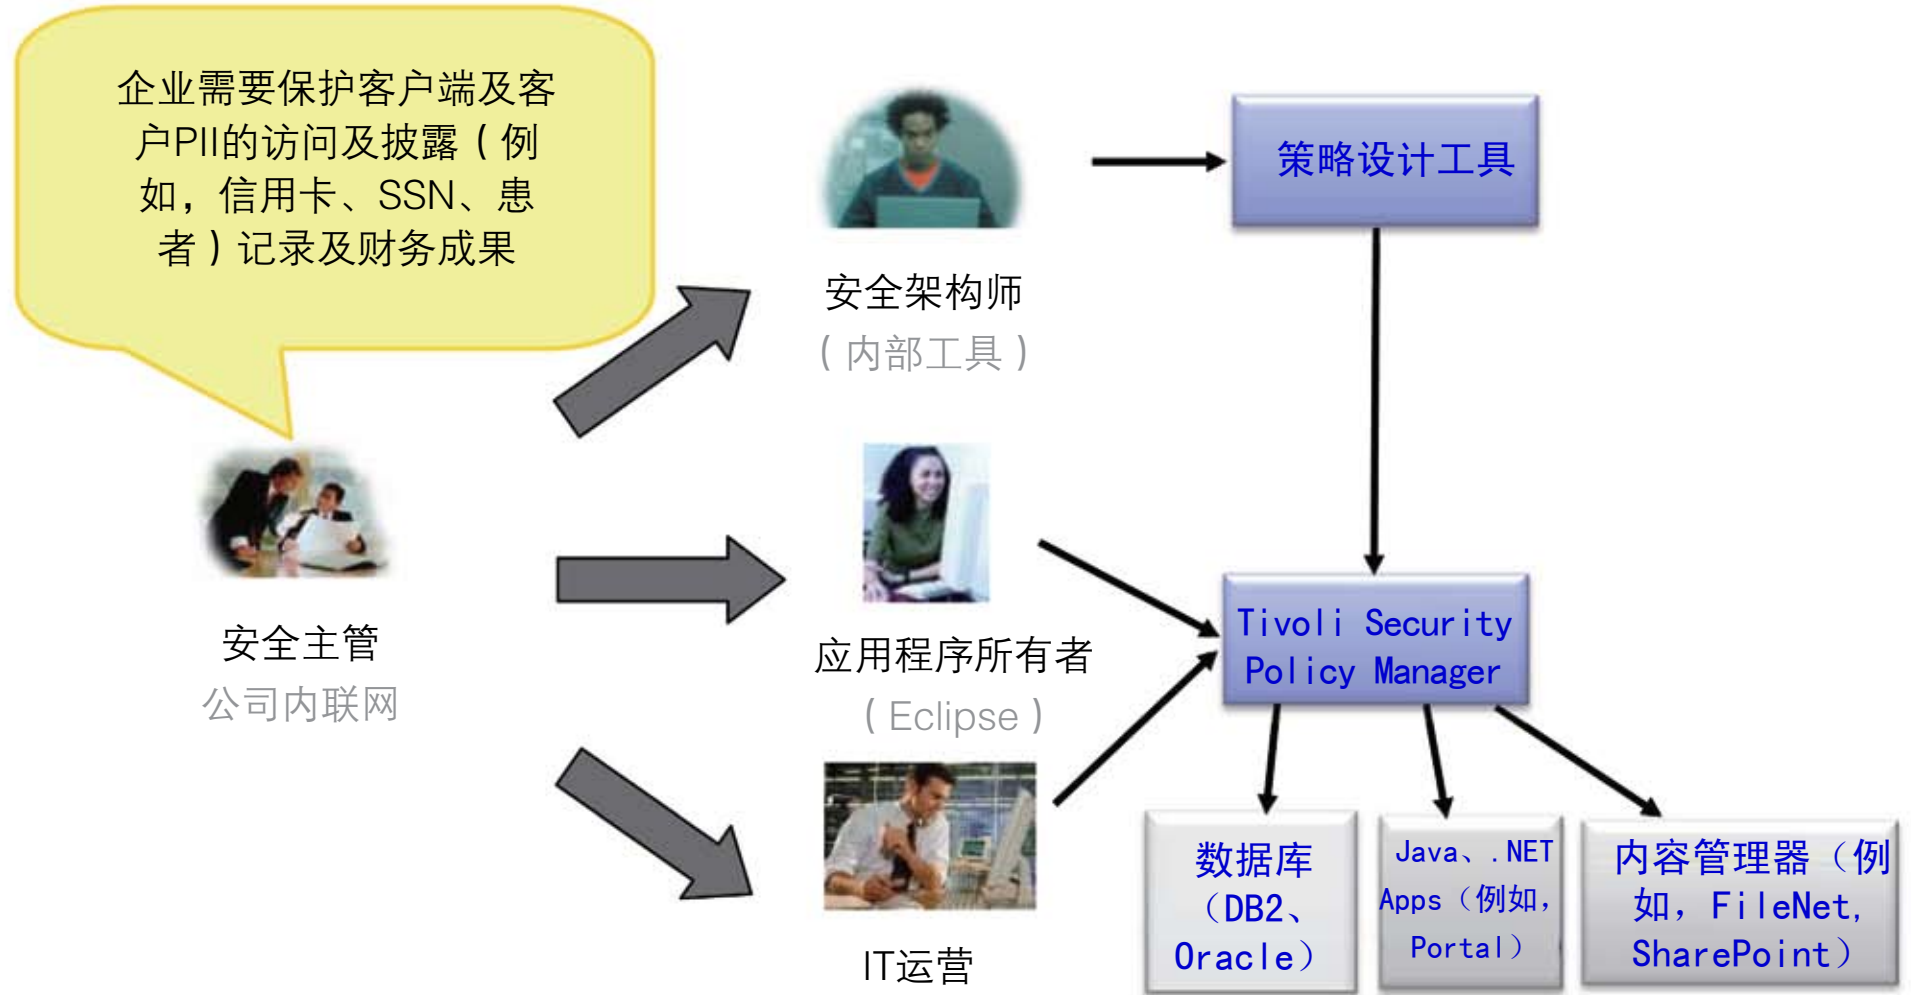 企业需要保护客户端及客
户PII的访问及披露（例
如，信用卡、SSN、患
者）记录及财务成果
安全主管
公司内联网
安全架构师
（内部工具）
应用程序所有者
（Eclipse）
IT运营
策略设计工具
Tivoli Security
Policy Manager
数据库
（DB2、
Oracle）
Java、.NET
Apps（例如，
Portal）
内容管理器（例
如，FileNet,
SharePoint）